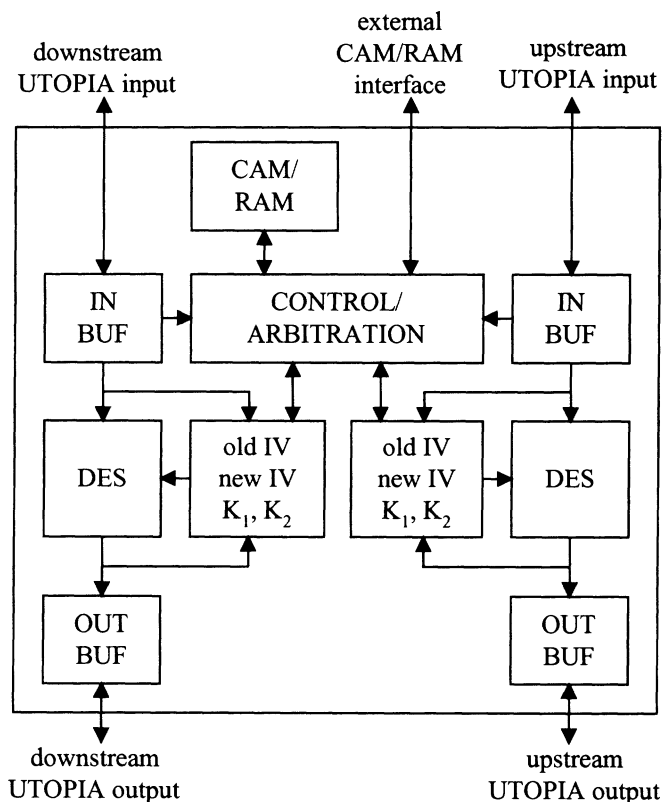 downstream
UTOPIA input
external
CAM/RAM
interface
upstream
UTOPIA input
CAM/
RAM
IN
BUF
CONTROL/
ARBITRATION
IN
BUF
DES
old IV
new IV
K₁, K₂
old IV
new IV
K₁, K₂
DES
OUT
BUF
OUT
BUF
downstream
UTOPIA output
upstream
UTOPIA output